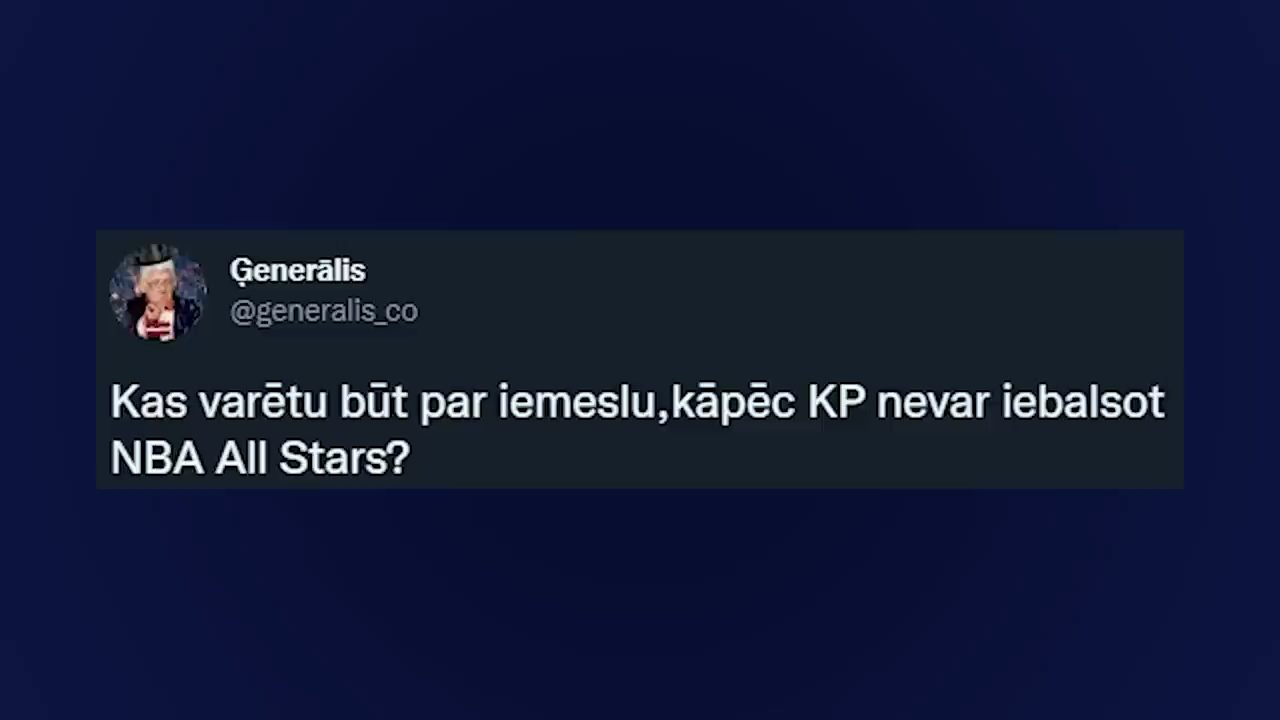 Ģenerālis
@generalis_co
Kas varētu būt par iemeslu,kāpēc KP nevar iebalsot
NBA All Stars?